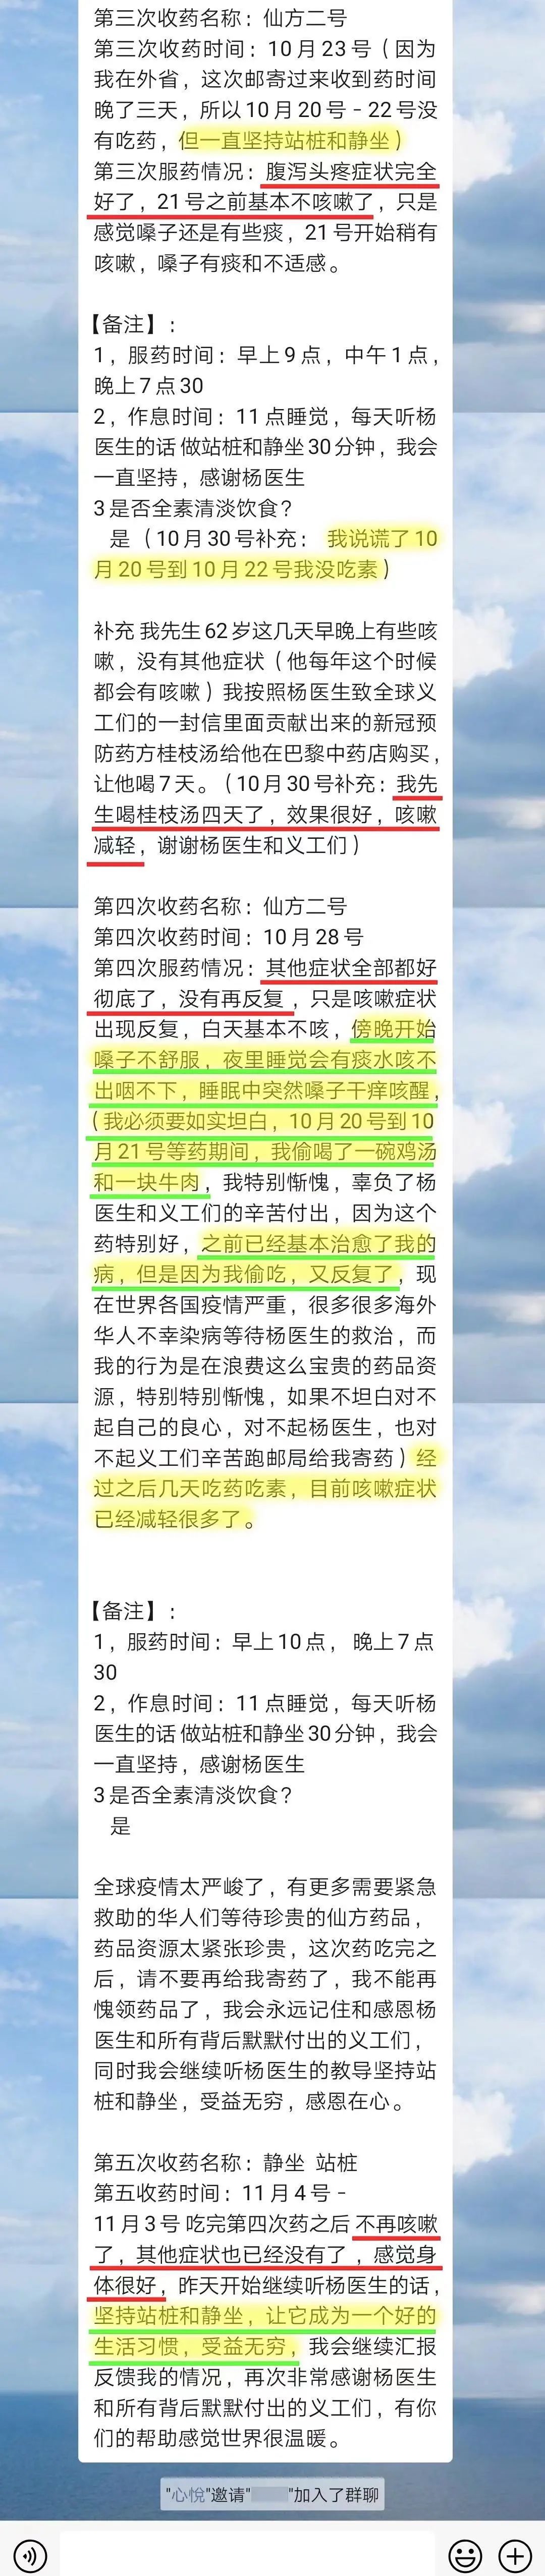 第三次收药名称：仙方二号
第三次收药时间：10月23号（因为
我在外省，这次邮寄过来收到药时间
晚了三天，所以10月20号－22号没
有吃药，但一直坚持站桩和静坐）
第三次服药情况：腹泻头疼症状完全
好了，21号之前基本不咳嗽了，只是
感觉嗓子还是有些痰，21号开始稍有
咳嗽，嗓子有痰和不适感。
【备注】：
1，服药时间：早上9点，中午1点，
晚上7点30
2，作息时间：11点睡觉，每天听杨
医生的话 做站桩和静坐30分钟，我会
一直坚持，感谢杨医生
3是否全素清淡饮食？
是（10月30号补充： 我说谎了10
月20号到10月22号我没吃素）
补充 我先生62岁这几天早晚上有些咳
嗽，没有其他症状（他每年这个时候
都会有咳嗽）我按照杨医生致全球义
工们的一封信里面贡献出来的新冠预
防药方桂枝汤给他在巴黎中药店购买，
让他喝7天。（10月30号补充：我先
生喝桂枝汤四天了，效果很好，咳嗽
减轻，谢谢杨医生和义工们）
第四次收药名称：仙方二号
第四次收药时间：10月28号
第四次服药情况：其他症状全部都好
彻底了，没有再反复，只是咳嗽症状
出现反复，白天基本不咳，傍晚开始
嗓子不舒服，夜里睡觉会有痰水咳不
出咽不下，睡眠中突然嗓子干痒咳醒，
（我必须要如实坦白，10月20号到10
月21号等药期间，我偷喝了一碗鸡汤
和一块牛肉，我特别惭愧，辜负了杨
医生和义工们的辛苦付出，因为这个
药特别好，之前已经基本治愈了我的
病，但是因为我偷吃，又反复了，现
在世界各国疫情严重，很多很多海外
华人不幸染病等待杨医生的救治，而
我的行为是在浪费这么宝贵的药品资
源，特别特别惭愧，如果不坦白对不
起自己的良心，对不起杨医生，也对
不起义工们辛苦跑邮局给我寄药）经
过之后几天吃药吃素，目前咳嗽症状
已经减轻很多了。
【备注】：
1，服药时间：早上10点， 晚上7点
30
2，作息时间：11点睡觉，每天听杨
医生的话 做站桩和静坐30分钟，我会
一直坚持，感谢杨医生
3是否全素清淡饮食？
是
全球疫情太严峻了，有更多需要紧急
救助的华人们等待珍贵的仙方药品，
药品资源太紧张珍贵，这次药吃完之
后，请不要再给我寄药了，我不能再
愧领药品了，我会永远记住和感恩杨
医生和所有背后默默付出的义工们，
同时我会继续听杨医生的教导坚持站
桩和静坐，受益无穷，感恩在心。
第五次收药名称：静坐 站桩
第五收药时间：11月4号－
11月3号 吃完第四次药之后 不再咳嗽
了，其他症状也已经没有了，感觉身
体很好，昨天开始继续听杨医生的话，
坚持站桩和静坐，让它成为一个好的
生活习惯，受益无穷，我会继续汇报
反馈我的情况，再次非常感谢杨医生
和所有背后默默付出的义工们，有你
们的帮助感觉世界很温暖。
"心悦"邀请" "加入了群聊